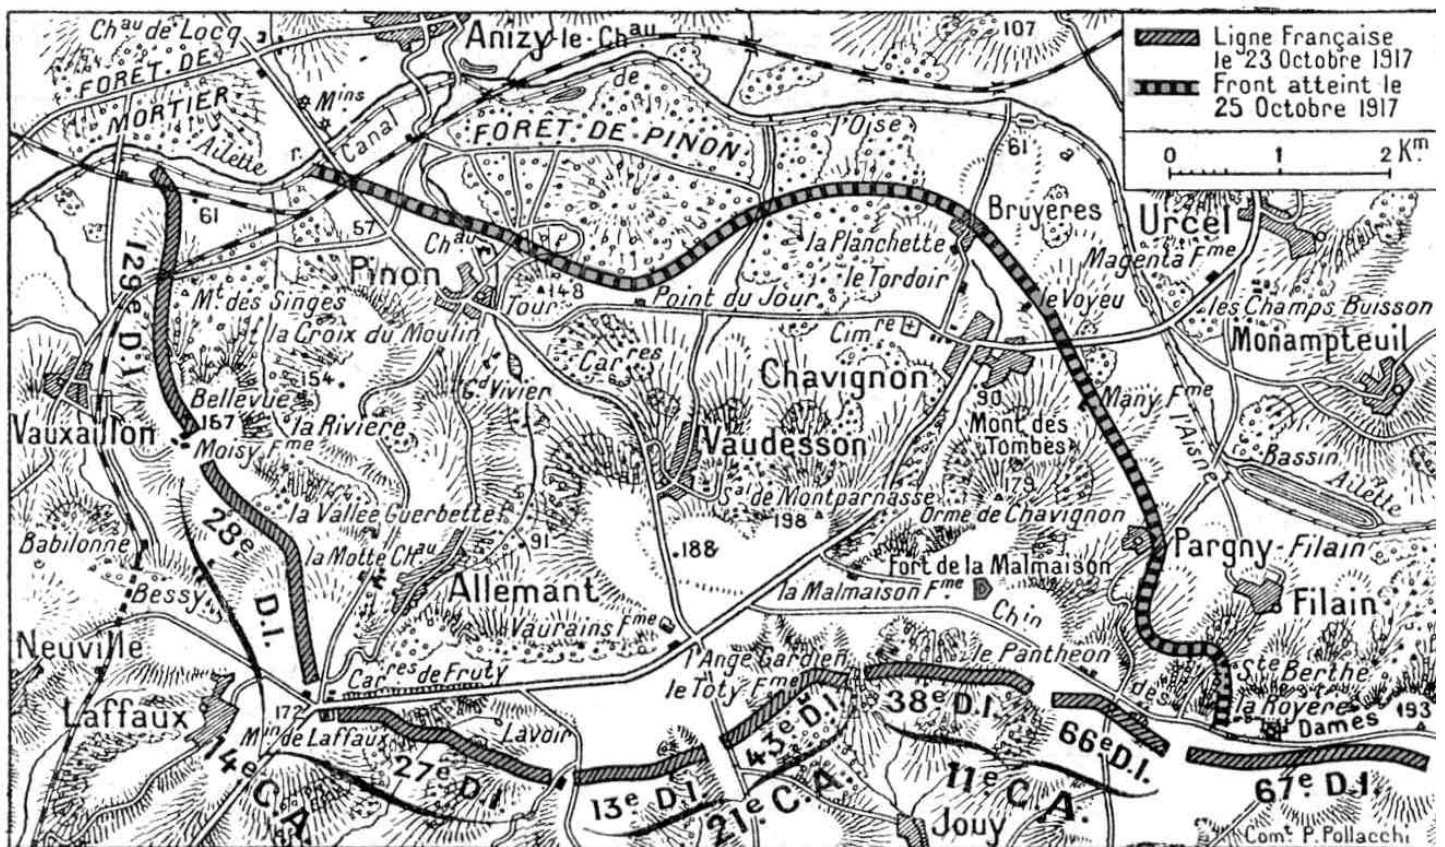 Chau de Locq
Anizy-le-Chau
107
Ligne Française
le 23 Octobre 1917
Front atteint le
25 Octobre 1917
0 1 2 Km.
FORET DE
MORTIER
Mins
Ailette
r.
Canal
de
l'Oise
à
l'Aisne
FORET DE PINON
61
61
57
129e D.I.
Chau
Pinon
Mt des Singes
la Croix du Moulin
Tour
148
Point du Jour
la Planchette
le Tordoir
Bruyeres
le Voyeu
Urcel
Magenta Fme
les Champs Buisson
Monampteuil
Cimre
Carres
Chavignon
90
Many Fme
154
Bellevue
157
la Rivière
Gd Vivier
Vauxaillon
Moisy Fme
Vaudesson
Mont des
Tombes
179
Bassin
Ailette
Sal de Montparnasse
198
Orme de Chavignon
la Vallée Guerbette
28e D.I.
Babilonne
la Motte Chau
91
188
Pargny-Filain
Fort de la Malmaison
la Malmaison Fme
Bessy
Allemant
Vaurains Fme
Chin
des
Dames
Filain
Neuville
Carres de Fruty
l'Ange Gardien
le Toty Fme
le Pantheon
Ste Berthe
la Royère
193
Laffaux
172
Min de Laffaux
Lavoir
14e C.A
27e D.I
13e D.I.
43e D.I.
21e C.A.
38e D.I.
11e C.A.
66e D.I.
67e D.I.
Jouy
Comt. P. Pollacchi